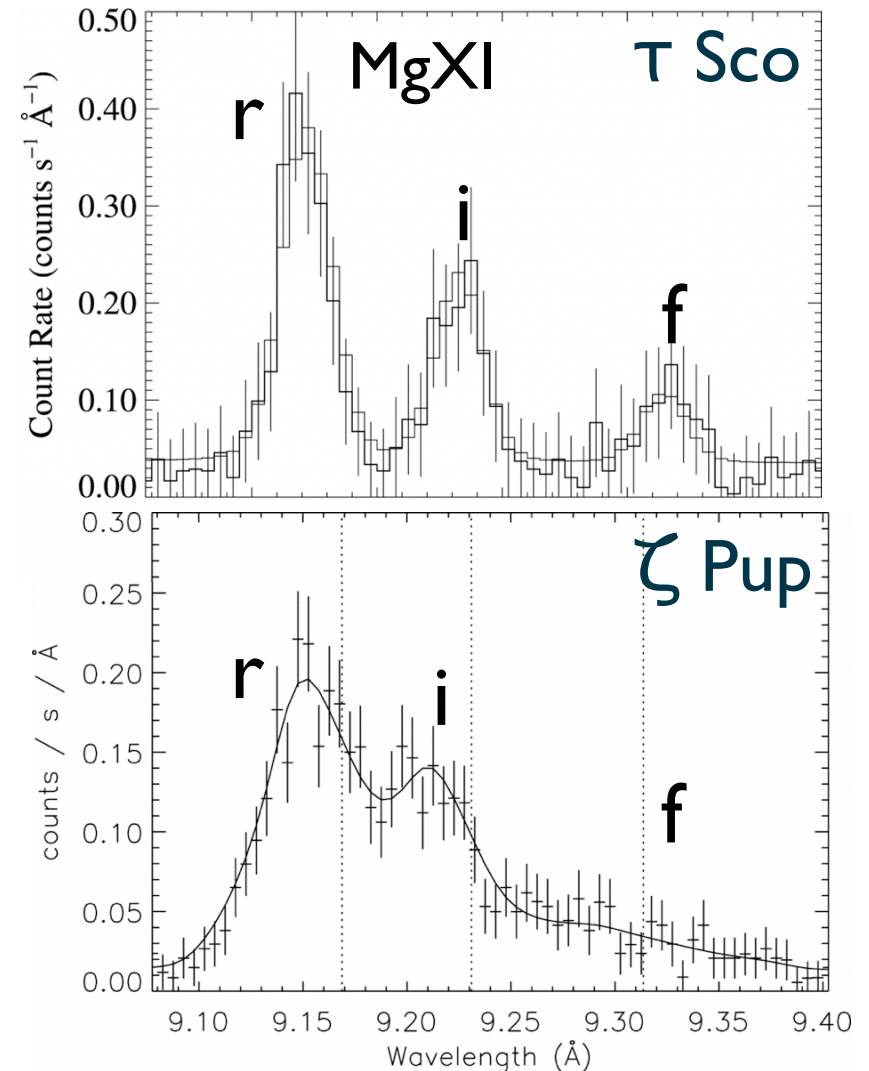 0.50
MgXI
τ Sco
r
0.40
i
0.30
f
0.20
0.10
0.00
Count Rate (counts s⁻¹ Å⁻¹)
0.30
ζ Pup
0.25
r
i
0.20
0.15
f
0.10
0.05
0.00
counts / s / Å
9.10 9.15 9.20 9.25 9.30 9.35 9.40
Wavelength (Å)